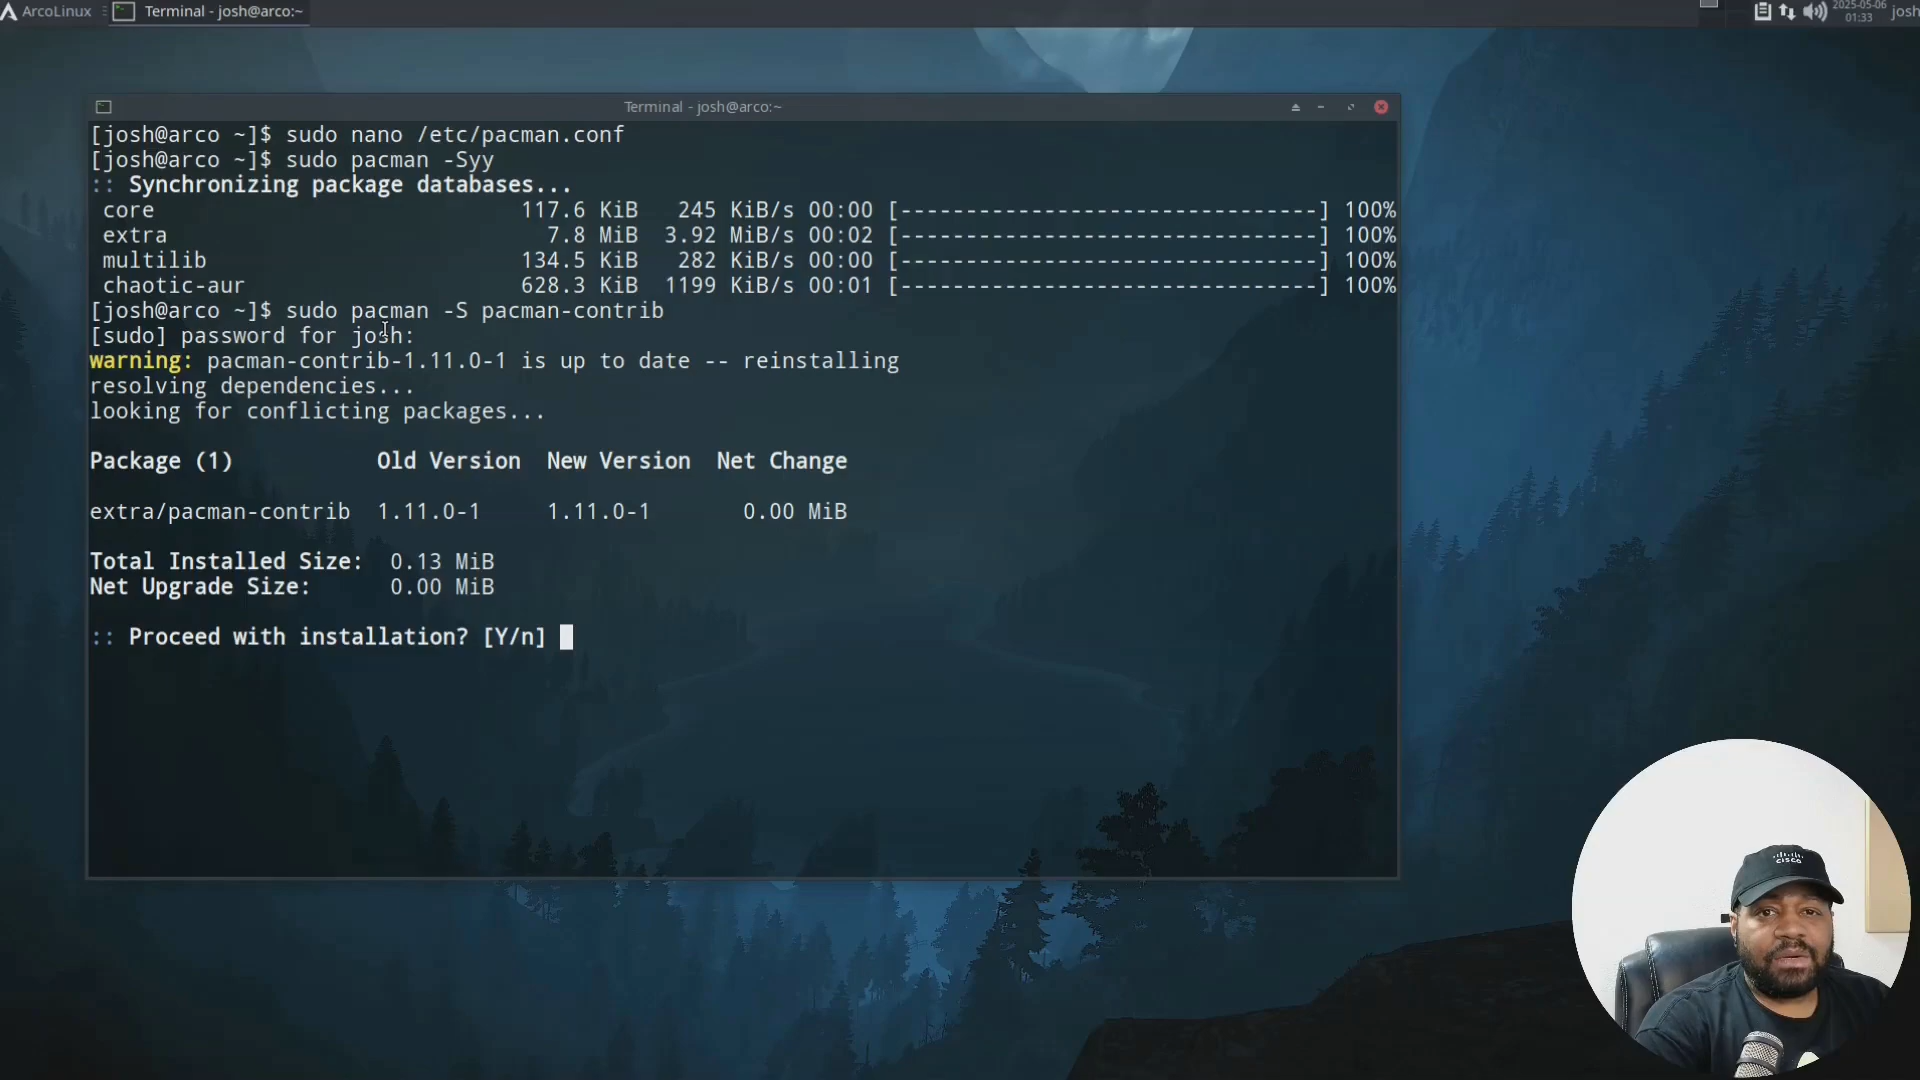 ArcoLinux
Terminal - josh@arco:~
2025-05-06
01:33
josh
Terminal - josh@arco:~
[josh@arco ~]$ sudo nano /etc/pacman.conf
[josh@arco ~]$ sudo pacman -Syy
:: Synchronizing package databases...
core 117.6 KiB 245 KiB/s 00:00 [--------------------------------] 100%
extra 7.8 MiB 3.92 MiB/s 00:02 [--------------------------------] 100%
multilib 134.5 KiB 282 KiB/s 00:00 [--------------------------------] 100%
chaotic-aur 628.3 KiB 1199 KiB/s 00:01 [--------------------------------] 100%
[josh@arco ~]$ sudo pacman -S pacman-contrib
[sudo] password for josh:
warning: pacman-contrib-1.11.0-1 is up to date -- reinstalling
resolving dependencies...
looking for conflicting packages...
Package (1) Old Version New Version Net Change
extra/pacman-contrib 1.11.0-1 1.11.0-1 0.00 MiB
Total Installed Size: 0.13 MiB
Net Upgrade Size: 0.00 MiB
:: Proceed with installation? [Y/n]
CISCO